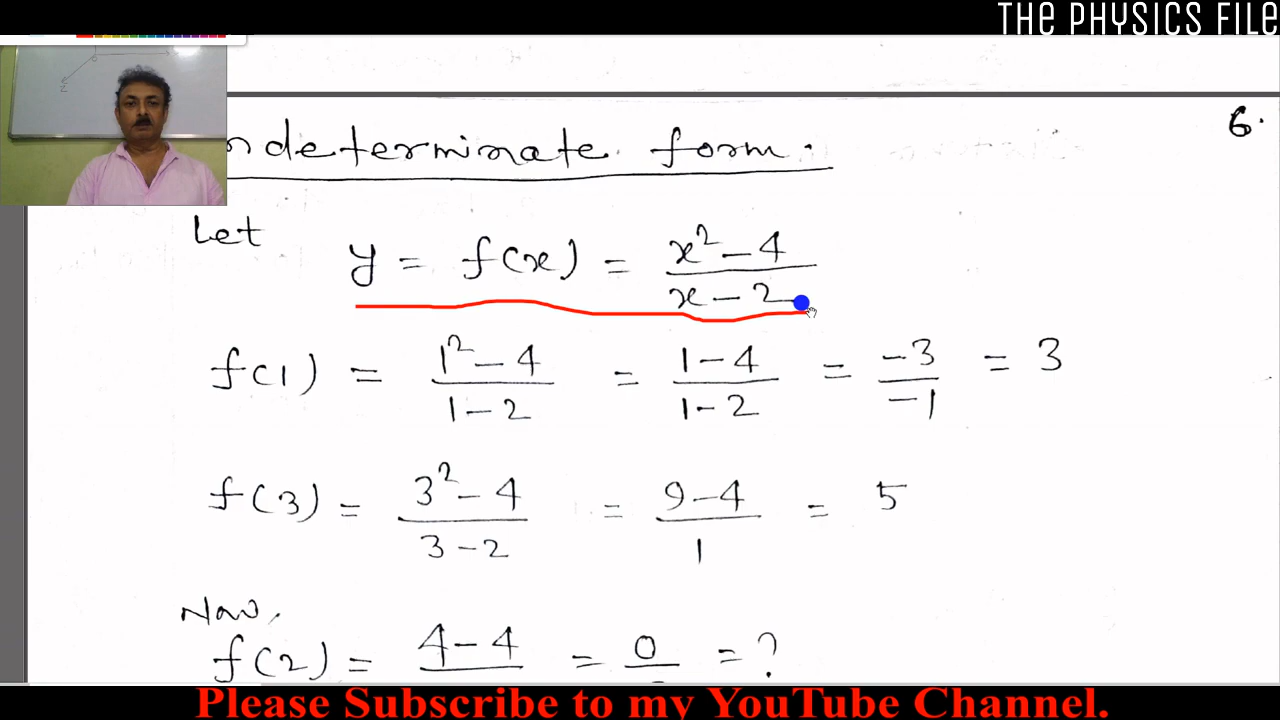 THE PHYSICS FILE
6.
ndeterminate form.
Let
y = f(x) = x² – 4 / x – 2
f(1) = 1² – 4 / 1 – 2 = 1 – 4 / 1 – 2 = –3 / –1 = 3
f(3) = 3² – 4 / 3 – 2 = 9 – 4 / 1 = 5
Now,
f(2) = 4 – 4 = 0 = ?
Please Subscribe to my YouTube Channel.